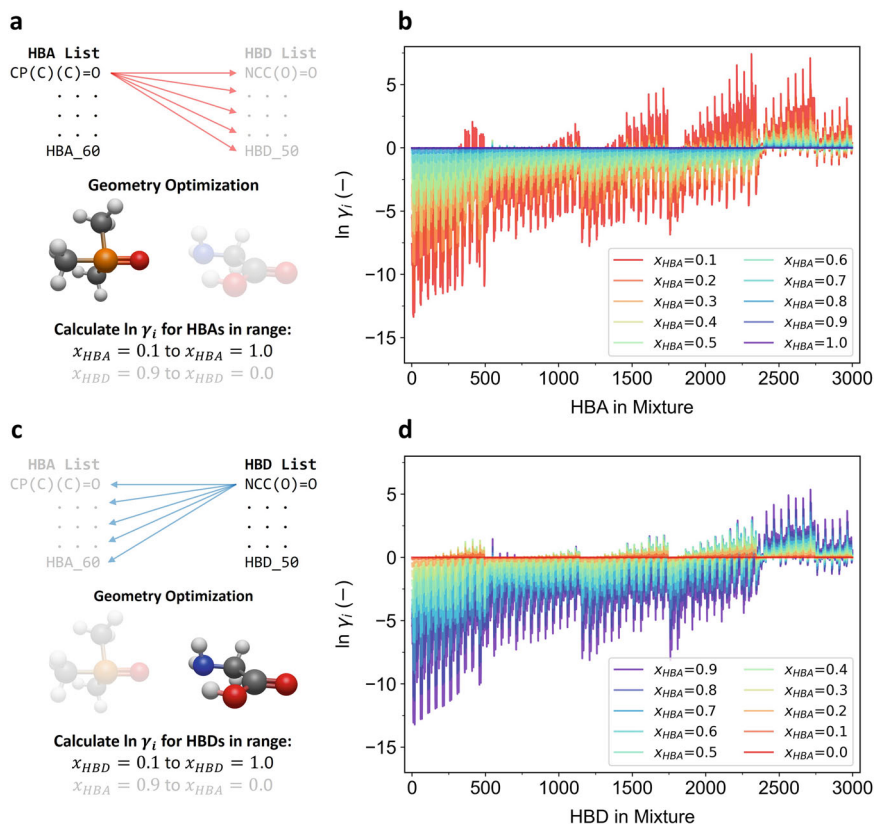 a
HBA List
HBD List
CP(C)(C)=O
NCC(O)=O
. . .
. . .
. . .
. . .
HBA_60
HBD_50
Geometry Optimization
Calculate ln γi for HBAs in range:
xHBA = 0.1 to xHBA = 1.0
xHBD = 0.9 to xHBD = 0.0
b
5
0
−5
−10
−15
ln γi (−)
xHBA=0.1
xHBA=0.2
xHBA=0.3
xHBA=0.4
xHBA=0.5
xHBA=0.6
xHBA=0.7
xHBA=0.8
xHBA=0.9
xHBA=1.0
0 500 1000 1500 2000 2500 3000
HBA in Mixture
c
HBA List
HBD List
CP(C)(C)=O
NCC(O)=O
. . .
. . .
. . .
. . .
HBA_60
HBD_50
Geometry Optimization
Calculate ln γi for HBDs in range:
xHBD = 0.1 to xHBD = 1.0
xHBA = 0.9 to xHBA = 0.0
d
5
0
−5
−10
−15
ln γi (−)
xHBA=0.9
xHBA=0.8
xHBA=0.7
xHBA=0.6
xHBA=0.5
xHBA=0.4
xHBA=0.3
xHBA=0.2
xHBA=0.1
xHBA=0.0
0 500 1000 1500 2000 2500 3000
HBD in Mixture